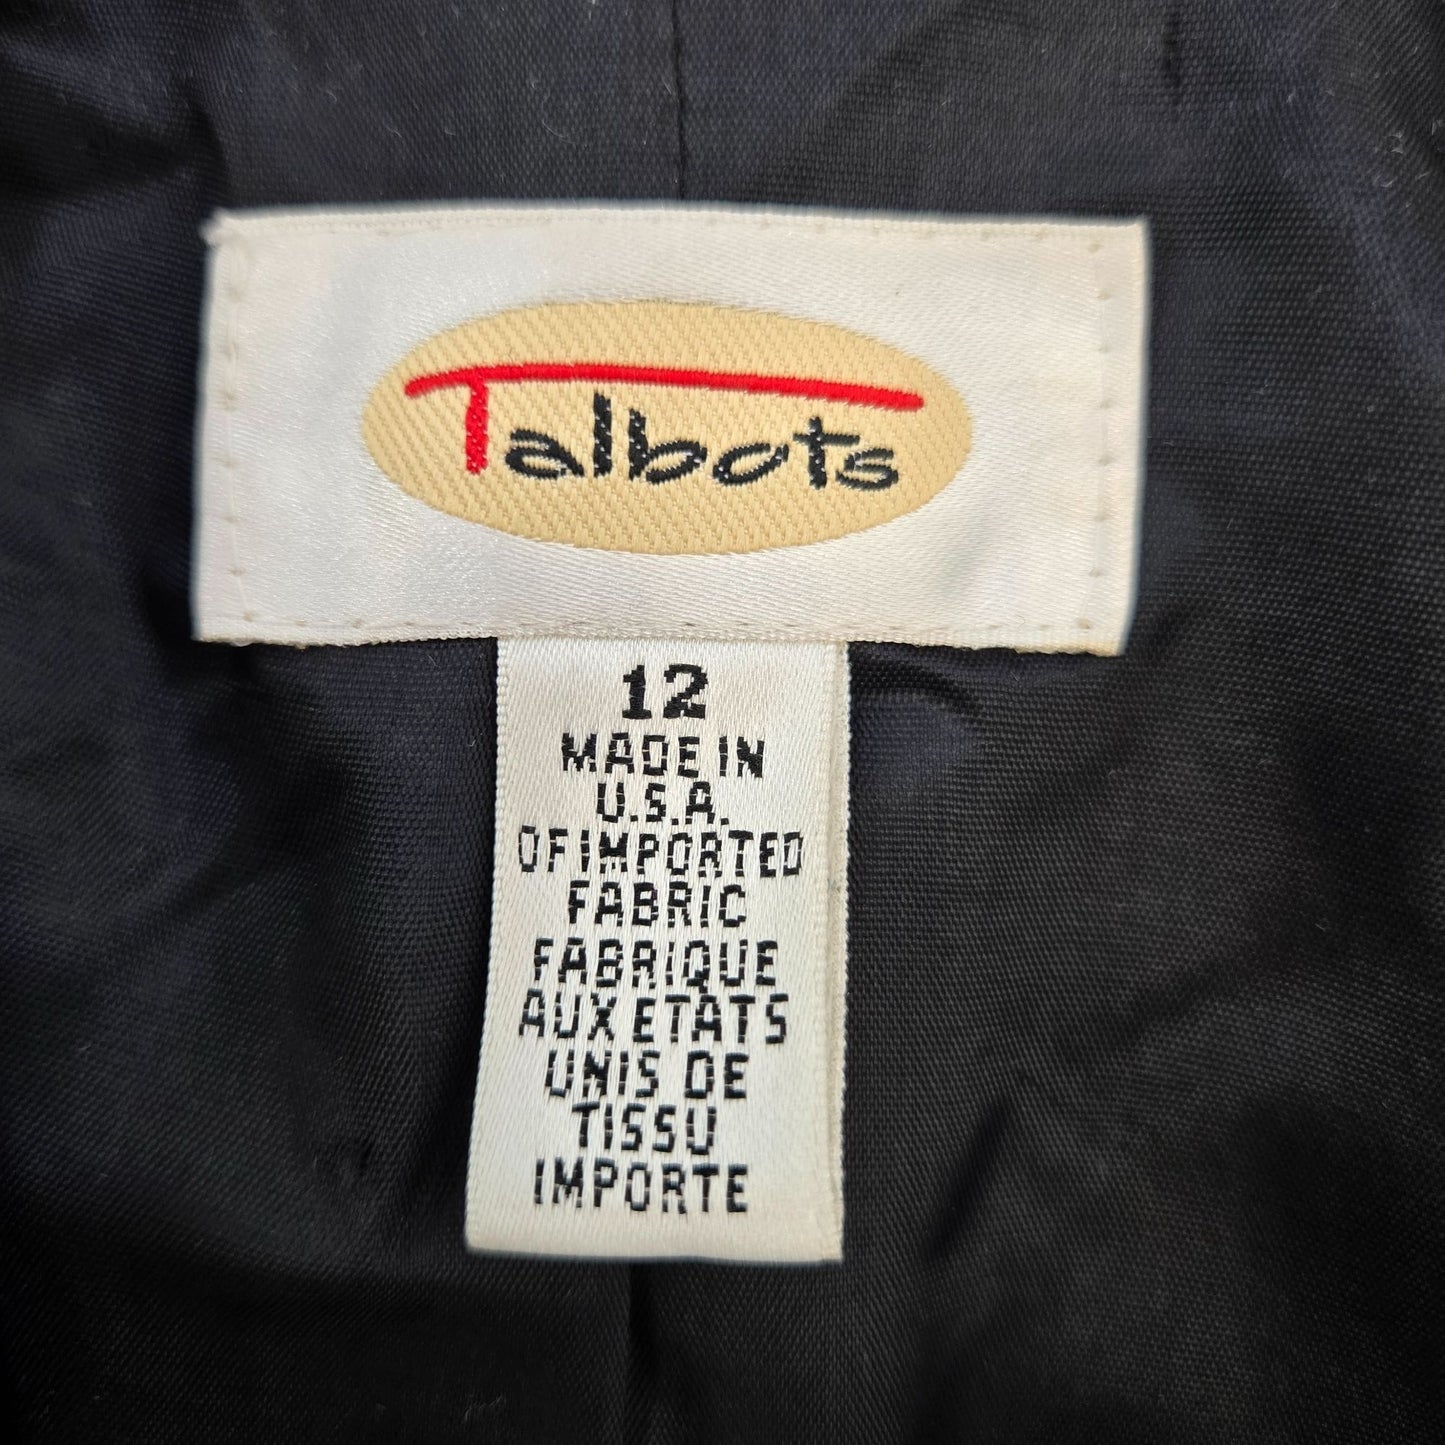 Talbots
12
MADE IN
U.S.A.
OF IMPORTED
FABRIC
FABRIQUE
AUX ETATS
UNIS DE
TISSU
IMPORTE